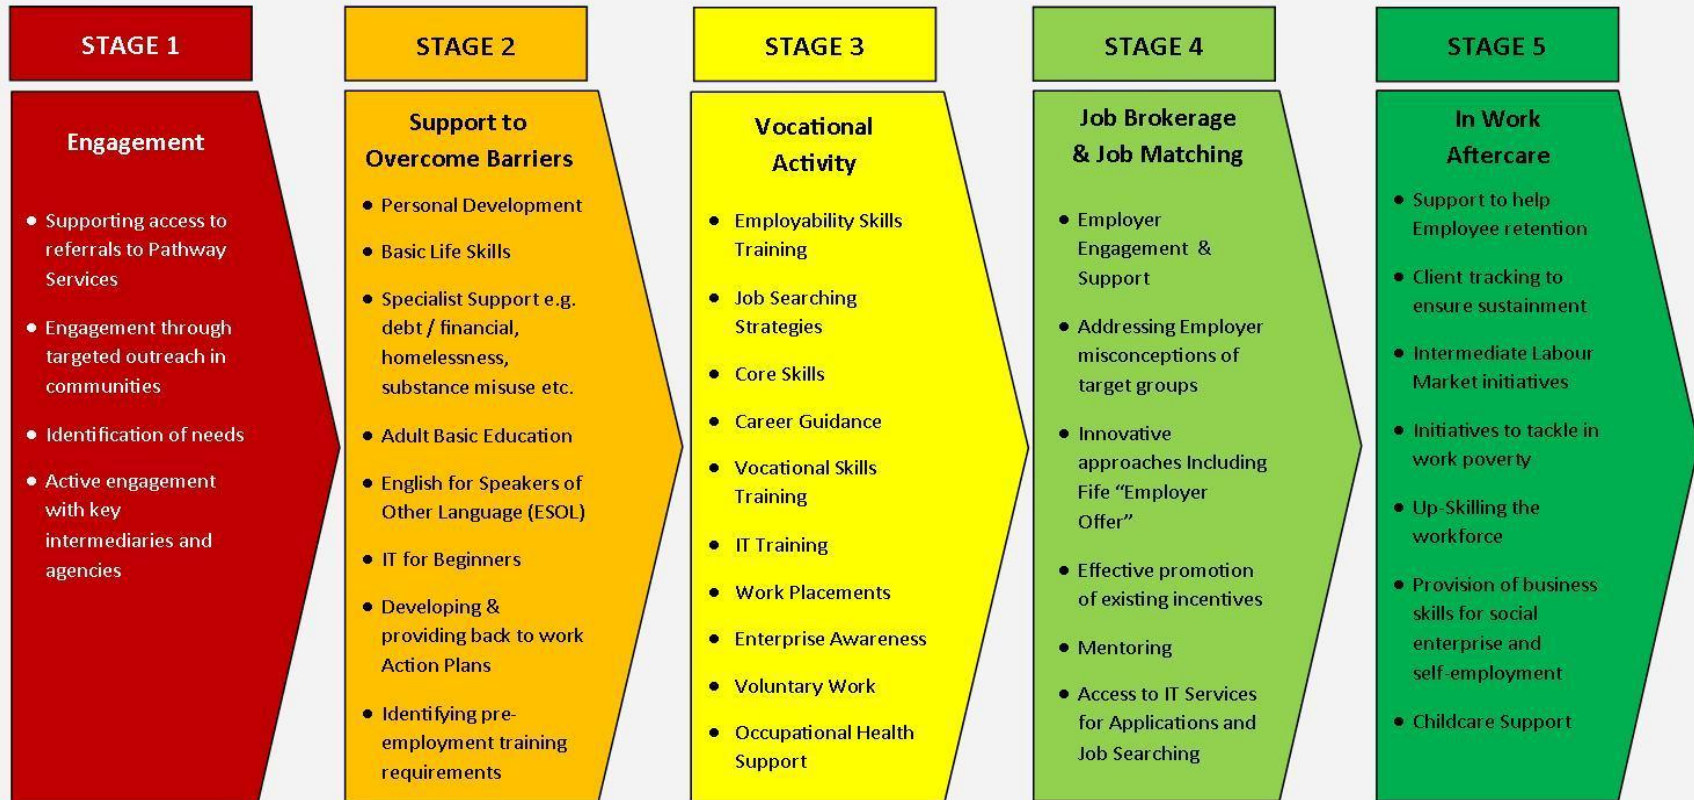 STAGE 1
Engagement
● Supporting access to
referrals to Pathway
Services
● Engagement through
targeted outreach in
communities
● Identification of needs
● Active engagement
with key
intermediaries and
agencies
STAGE 2
Support to
Overcome Barriers
● Personal Development
● Basic Life Skills
● Specialist Support e.g.
debt / financial,
homelessness,
substance misuse etc.
● Adult Basic Education
● English for Speakers of
Other Language (ESOL)
● IT for Beginners
● Developing &
providing back to work
Action Plans
● Identifying pre-
employment training
requirements
STAGE 3
Vocational
Activity
● Employability Skills
Training
● Job Searching
Strategies
● Core Skills
● Career Guidance
● Vocational Skills
Training
● IT Training
● Work Placements
● Enterprise Awareness
● Voluntary Work
● Occupational Health
Support
STAGE 4
Job Brokerage
& Job Matching
● Employer
Engagement &
Support
● Addressing Employer
misconceptions of
target groups
● Innovative
approaches Including
Fife “Employer
Offer”
● Effective promotion
of existing incentives
● Mentoring
● Access to IT Services
for Applications and
Job Searching
STAGE 5
In Work
Aftercare
● Support to help
Employee retention
● Client tracking to
ensure sustainment
● Intermediate Labour
Market initiatives
● Initiatives to tackle in
work poverty
● Up-Skilling the
workforce
● Provision of business
skills for social
enterprise and
self-employment
● Childcare Support